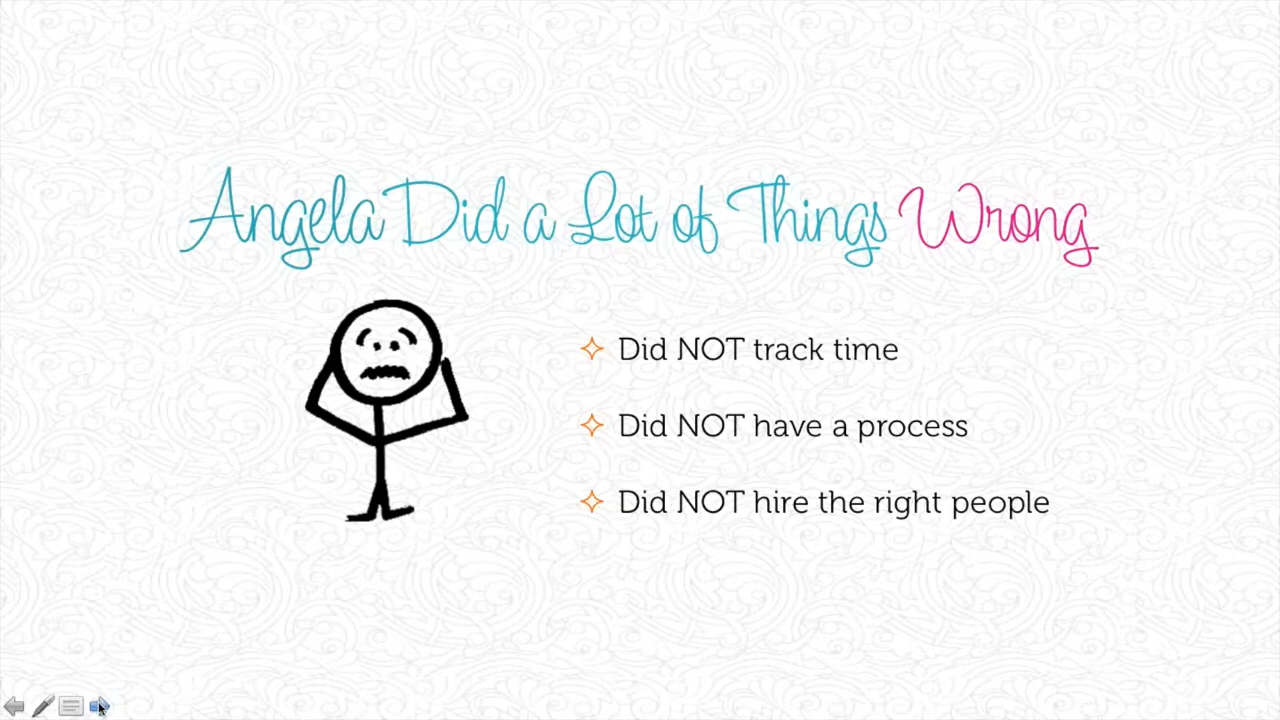 Angela Did a Lot of Things Wrong
Did NOT track time
Did NOT have a process
Did NOT hire the right people